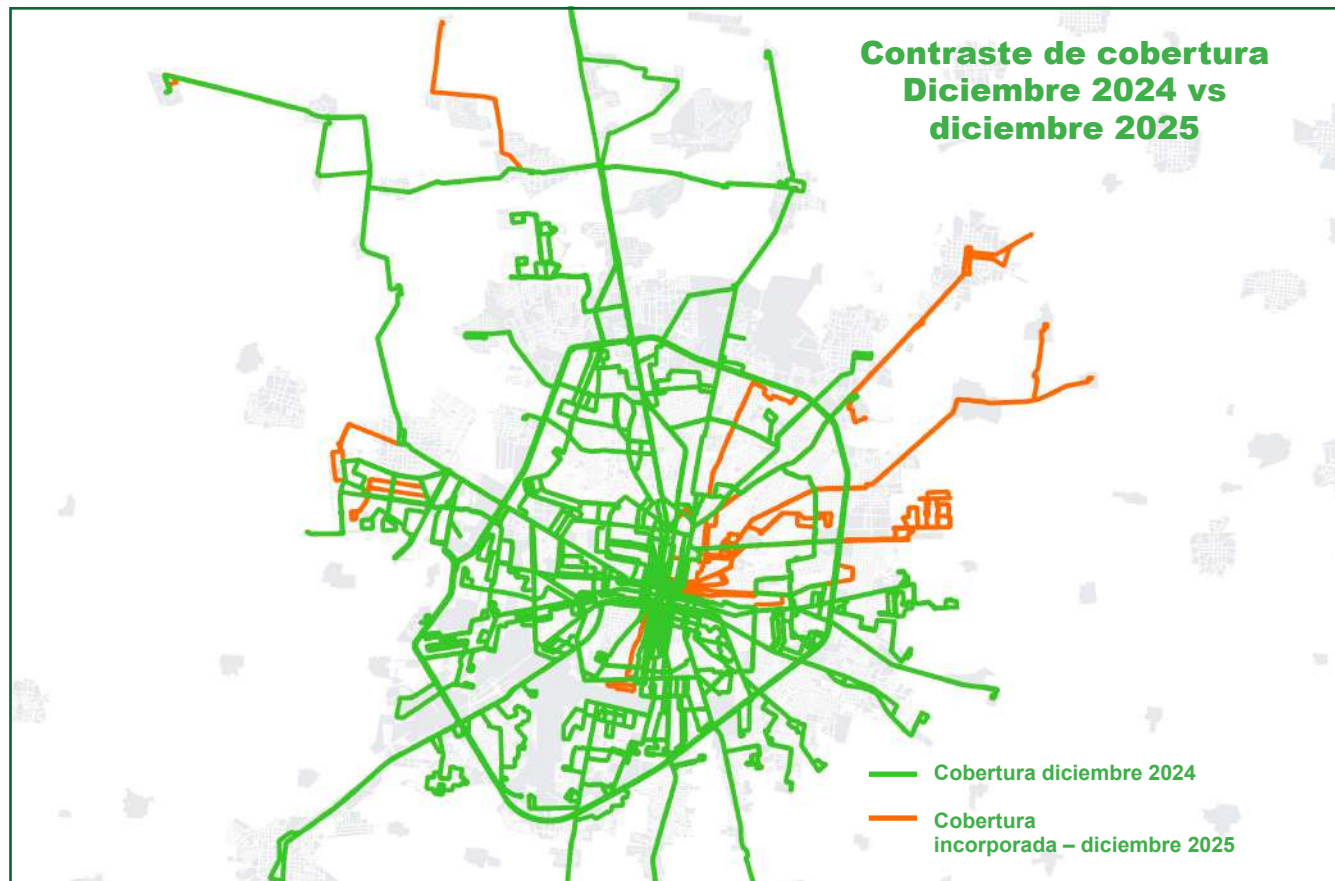 Contraste de cobertura
Diciembre 2024 vs
diciembre 2025
Cobertura diciembre 2024
Cobertura
incorporada – diciembre 2025